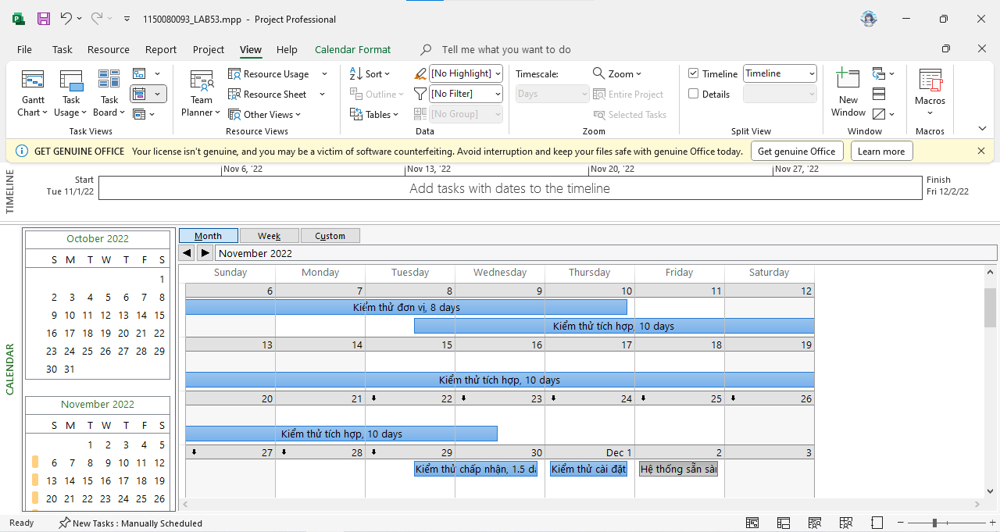 1150080093_LAB53.mpp - Project Professional
File Task Resource Report Project View Help Calendar Format Tell me what you want to do
Gantt Chart
Task Usage
Task Board
Task Views
Team Planner
Resource Usage
Resource Sheet
Other Views
Resource Views
Sort
Outline
Tables
[No Highlight]
[No Filter]
[No Group]
Data
Timescale:
Days
Zoom
Entire Project
Selected Tasks
Zoom
Timeline
Timeline
Details
Split View
New Window
Window
Macros
Macros
GET GENUINE OFFICE Your license isn't genuine, and you may be a victim of software counterfeiting. Avoid interruption and keep your files safe with genuine Office today. Get genuine Office Learn more
TIMELINE
Nov 6, '22 Nov 13, '22 Nov 20, '22 Nov 27, '22
Start
Tue 11/1/22
Add tasks with dates to the timeline
Finish
Fri 12/2/22
CALENDAR
October 2022
S M T W T F S
1
2 3 4 5 6 7 8
9 10 11 12 13 14 15
16 17 18 19 20 21 22
23 24 25 26 27 28 29
30 31
November 2022
S M T W T F S
1 2 3 4 5
6 7 8 9 10 11 12
13 14 15 16 17 18 19
20 21 22 23 24 25 26
Month Week Custom
November 2022
Sunday Monday Tuesday Wednesday Thursday Friday Saturday
6 7 8 9 10 11 12
Kiểm thử đơn vị, 8 days
Kiểm thử tích hợp, 10 days
13 14 15 16 17 18 19
Kiểm thử tích hợp, 10 days
20 21 22 23 24 25 26
Kiểm thử tích hợp, 10 days
27 28 29 30 Dec 1 2 3
Kiểm thử chấp nhận, 1.5 da Kiểm thử cài đặt Hệ thống sẵn sàn
Ready New Tasks : Manually Scheduled